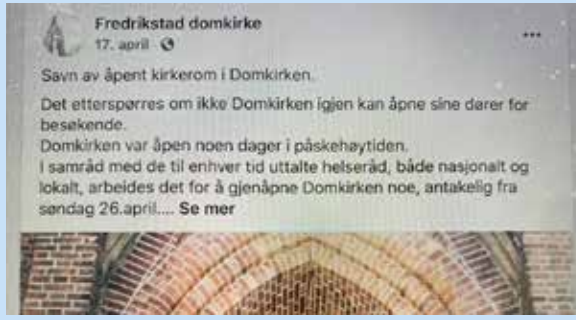 Fredrikstad domkirke
17. april
Savn av åpent kirkerom i Domkirken.
Det etterspørres om ikke Domkirken igjen kan åpne sine dører for
besøkende.
Domkirken var åpen noen dager i påskehøytiden.
I samråd med de til enhver tid uttalte helseråd, både nasjonalt og
lokalt, arbeides det for å gjenåpne Domkirken noe, antakelig fra
søndag 26.april.... Se mer